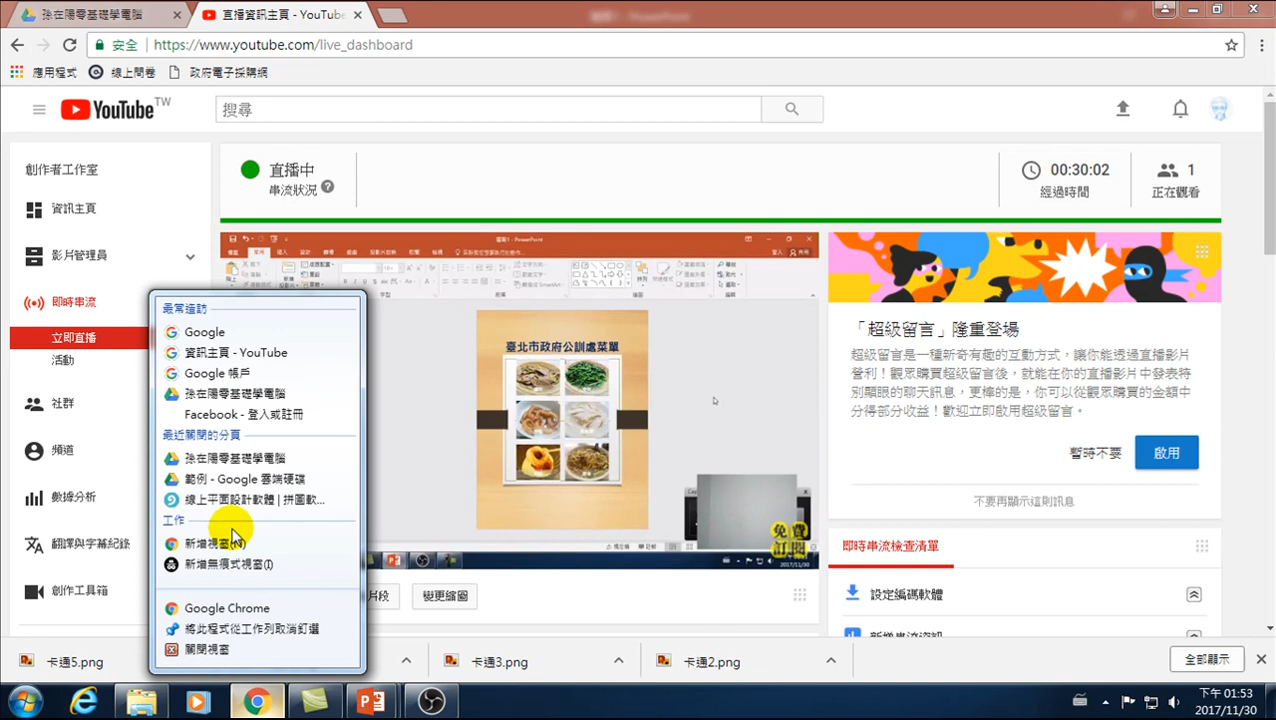 孫在陽零基礎學電腦
直播資訊主頁 - YouTube
安全 https://www.youtube.com/live_dashboard
應用程式 線上問卷 政府電子採購網
YouTube TW
搜尋
創作者工作室
資訊主頁
影片管理員
即時串流
立即直播
活動
社群
頻道
數據分析
翻譯與字幕紀錄
創作工具箱
直播中
串流狀況
00:30:02
經過時間
1
正在觀看
臺北市政府公訓處菜單
免費
訂閱
2017/11/30
片段
變更縮圖
「超級留言」隆重登場
超級留言是一種新奇有趣的互動方式，讓你能透過直播影片
營利！觀眾購買超級留言後，就能在你的直播影片中發表特
別顯眼的聊天訊息，更棒的是，你可以從觀眾購買的金額中
分得部分收益！歡迎立即啟用超級留言。
暫時不要
啟用
不要再顯示這則訊息
即時串流檢查清單
設定編碼軟體
最常造訪
Google
資訊主頁 - YouTube
Google 帳戶
孫在陽零基礎學電腦
Facebook - 登入或註冊
最近關閉的分頁
孫在陽零基礎學電腦
範例 - Google 雲端硬碟
線上平面設計軟體 | 拼圖軟...
工作
新增視窗(N)
新增無痕式視窗(I)
Google Chrome
將此程式從工作列取消釘選
關閉視窗
卡通5.png
卡通3.png
卡通2.png
全部顯示
下午 01:53
2017/11/30